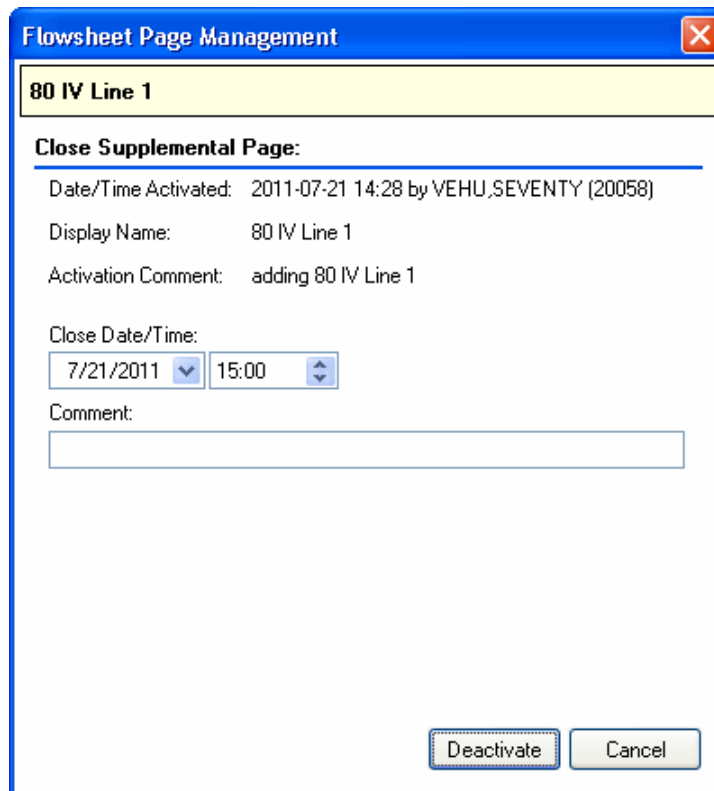 Flowsheet Page Management
80 IV Line 1
Close Supplemental Page:
Date/Time Activated: 2011-07-21 14:28 by VEHU,SEVENTY (20058)
Display Name: 80 IV Line 1
Activation Comment: adding 80 IV Line 1
Close Date/Time:
7/21/2011 15:00
Comment:
Deactivate Cancel